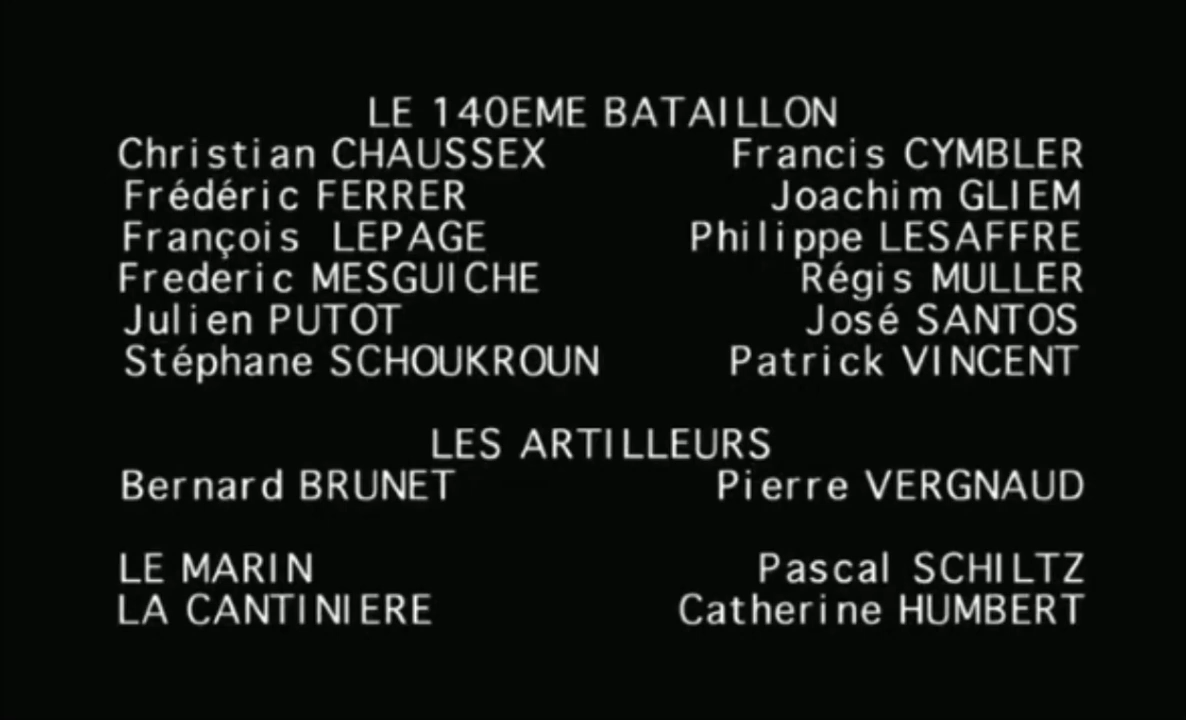 LE 140EME BATAILLON
Christian CHAUSSEX Francis CYMBLER
Frédéric FERRER Joachim GLIEM
François LEPAGE Philippe LESAFFRE
Frederic MESGUICHE Régis MULLER
Julien PUTOT José SANTOS
Stéphane SCHOUKROUN Patrick VINCENT
LES ARTILLEURS
Bernard BRUNET Pierre VERGNAUD
LE MARIN Pascal SCHILTZ
LA CANTINIERE Catherine HUMBERT